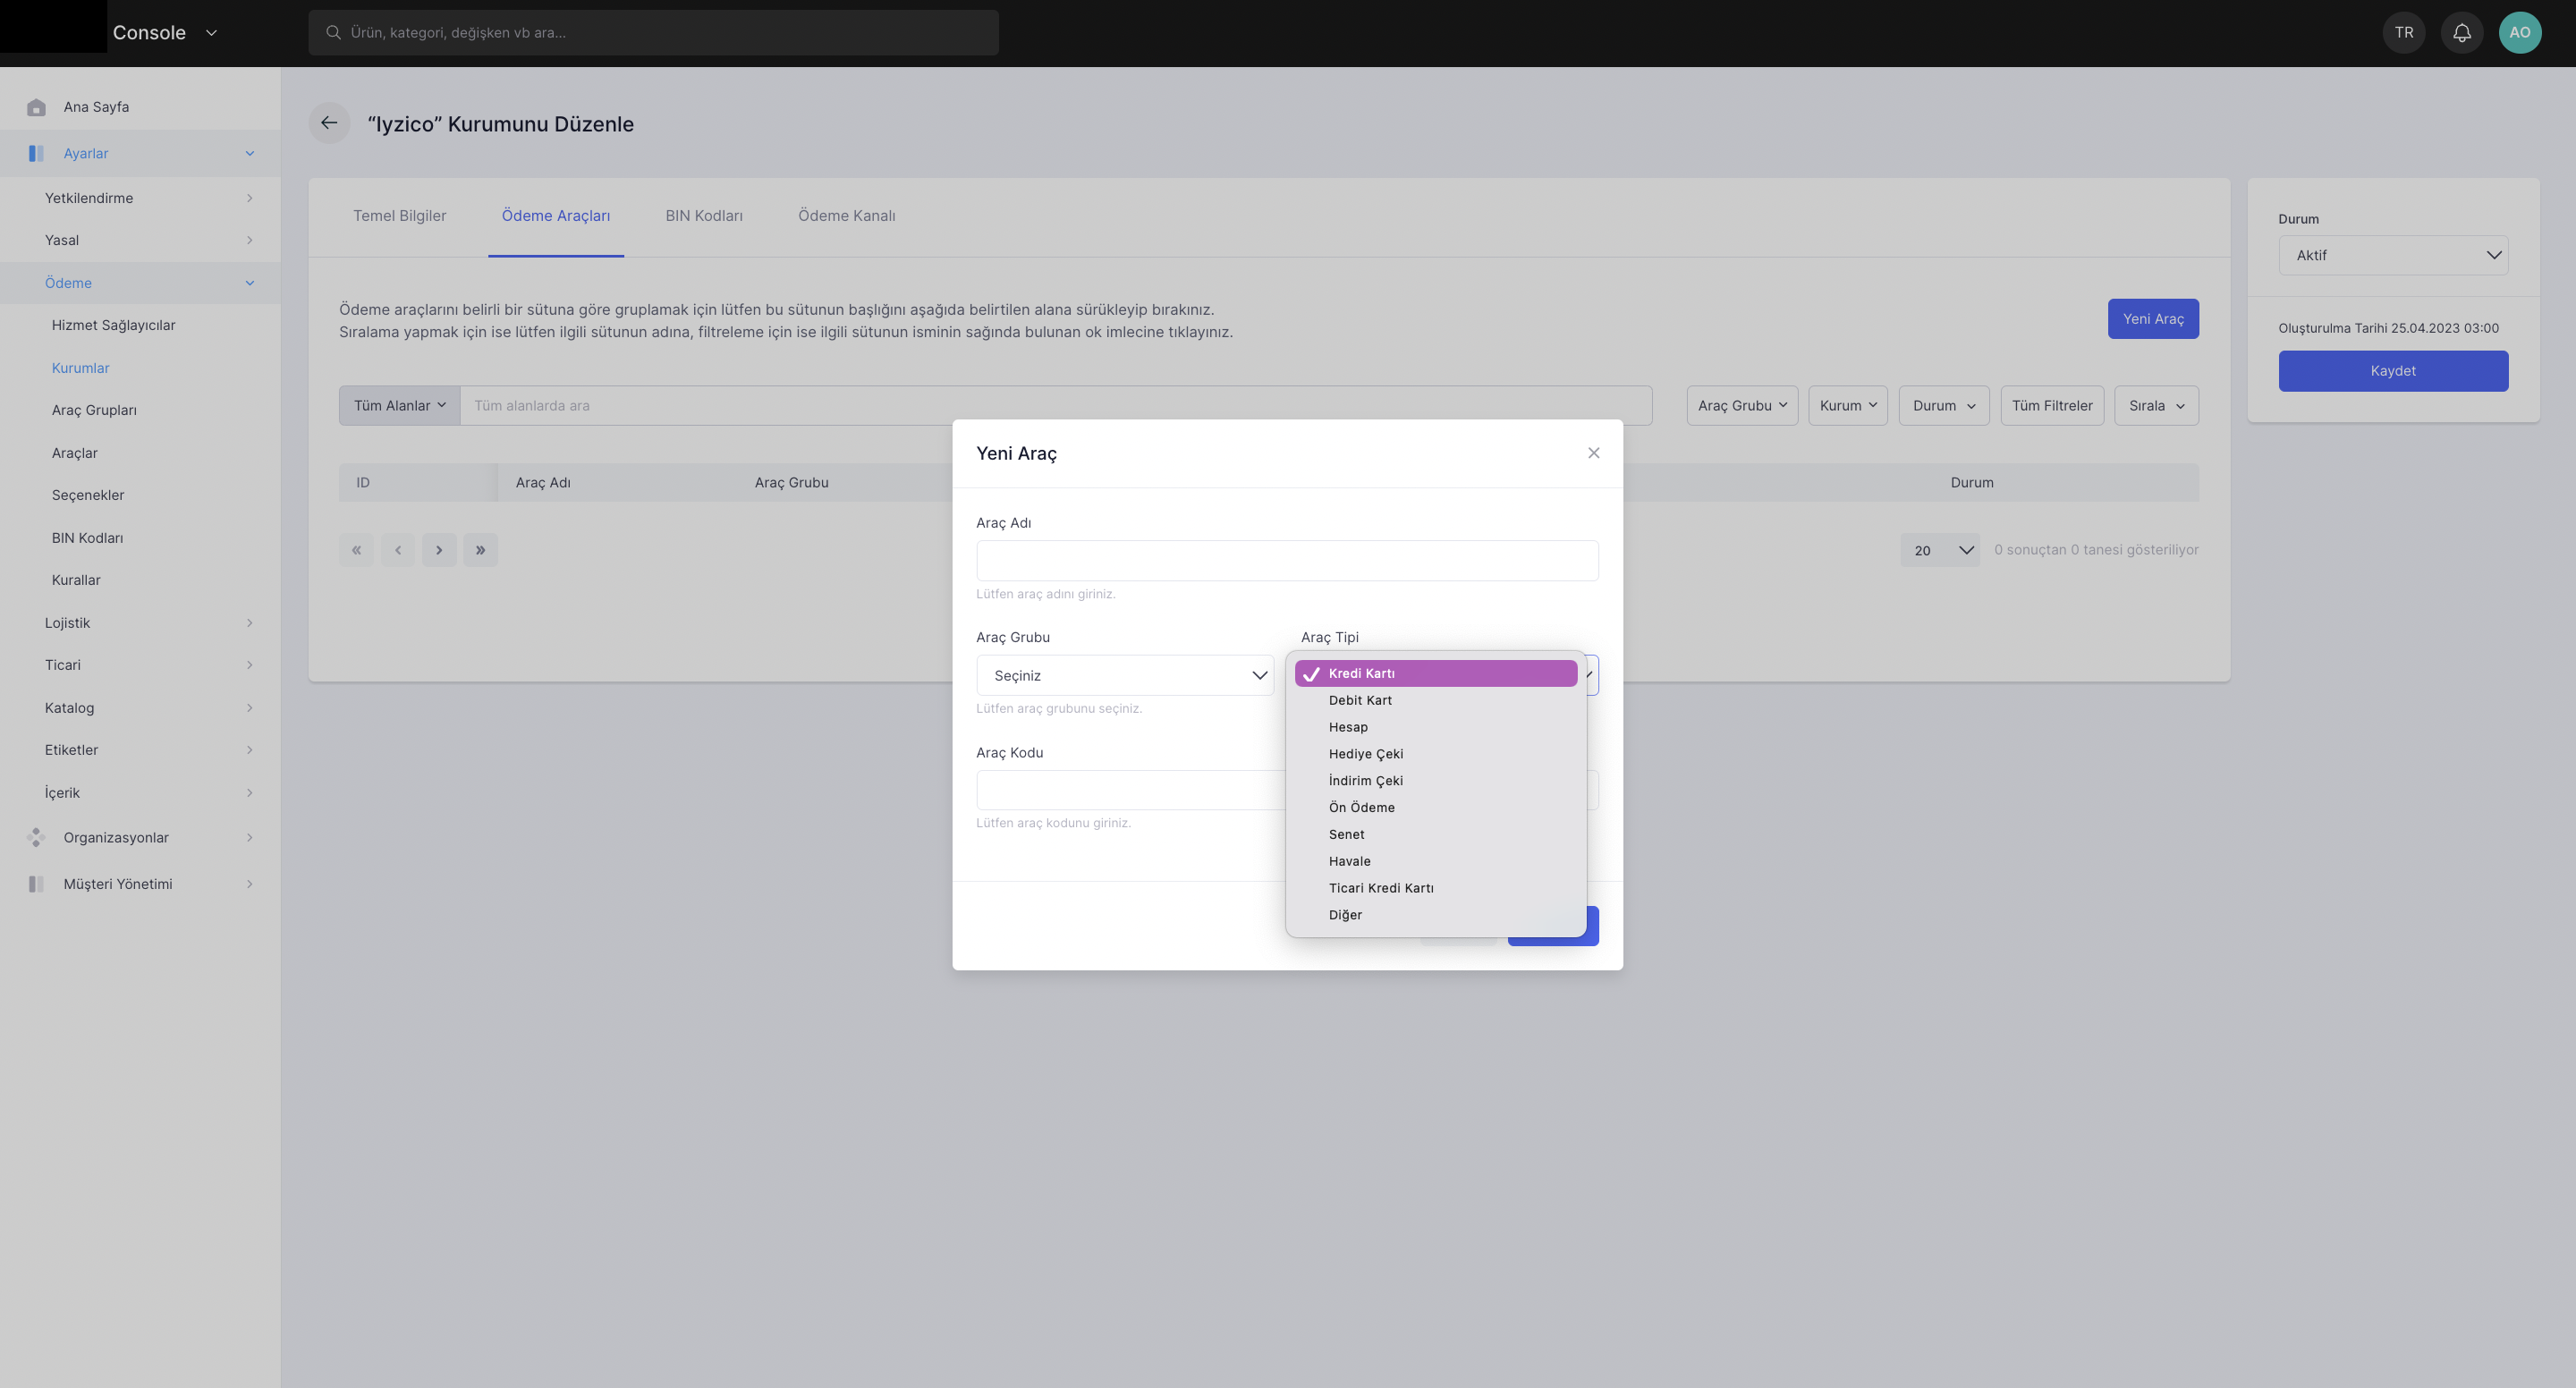 Console
Ürün, kategori, değişken vb ara...
TR
AO
Ana Sayfa
Ayarlar
Yetkilendirme
Yasal
Ödeme
Hizmet Sağlayıcılar
Kurumlar
Araç Grupları
Araçlar
Seçenekler
BIN Kodları
Kurallar
Lojistik
Ticari
Katalog
Etiketler
İçerik
Organizasyonlar
Müşteri Yönetimi
“Iyzico” Kurumunu Düzenle
Temel Bilgiler
Ödeme Araçları
BIN Kodları
Ödeme Kanalı
Ödeme araçlarını belirli bir sütuna göre gruplamak için lütfen bu sütunun başlığını aşağıda belirtilen alana sürükleyip bırakınız.
Sıralama yapmak için ise lütfen ilgili sütunun adına, filtreleme için ise ilgili sütunun isminin sağında bulunan ok imlecine tıklayınız.
Yeni Araç
Tüm Alanlar
Tüm alanlarda ara
Araç Grubu
Kurum
Durum
Tüm Filtreler
Sırala
ID
Araç Adı
Araç Grubu
Durum
20
0 sonuçtan 0 tanesi gösteriliyor
Durum
Aktif
Oluşturulma Tarihi 25.04.2023 03:00
Kaydet
Yeni Araç
Araç Adı
Lütfen araç adını giriniz.
Araç Grubu
Seçiniz
Lütfen araç grubunu seçiniz.
Araç Tipi
Kredi Kartı
Debit Kart
Hesap
Hediye Çeki
İndirim Çeki
Ön Ödeme
Senet
Havale
Ticari Kredi Kartı
Diğer
Araç Kodu
Lütfen araç kodunu giriniz.